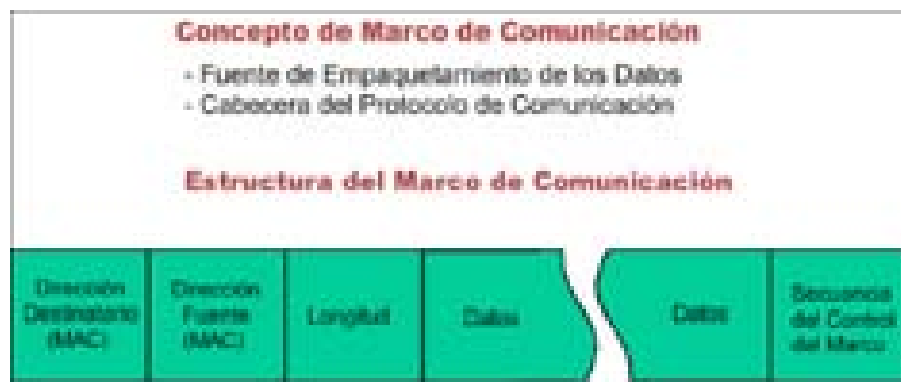 Concepto de Marco de Comunicación
- Fuente de Empaquetamiento de los Datos
- Cabecera del Protocolo de Comunicación
Estructura del Marco de Comunicación
Dirección
Destinatario
(MAC)
Dirección
Fuente
(MAC)
Longitud
Datos
Datos
Secuencia
del Control
del Marco